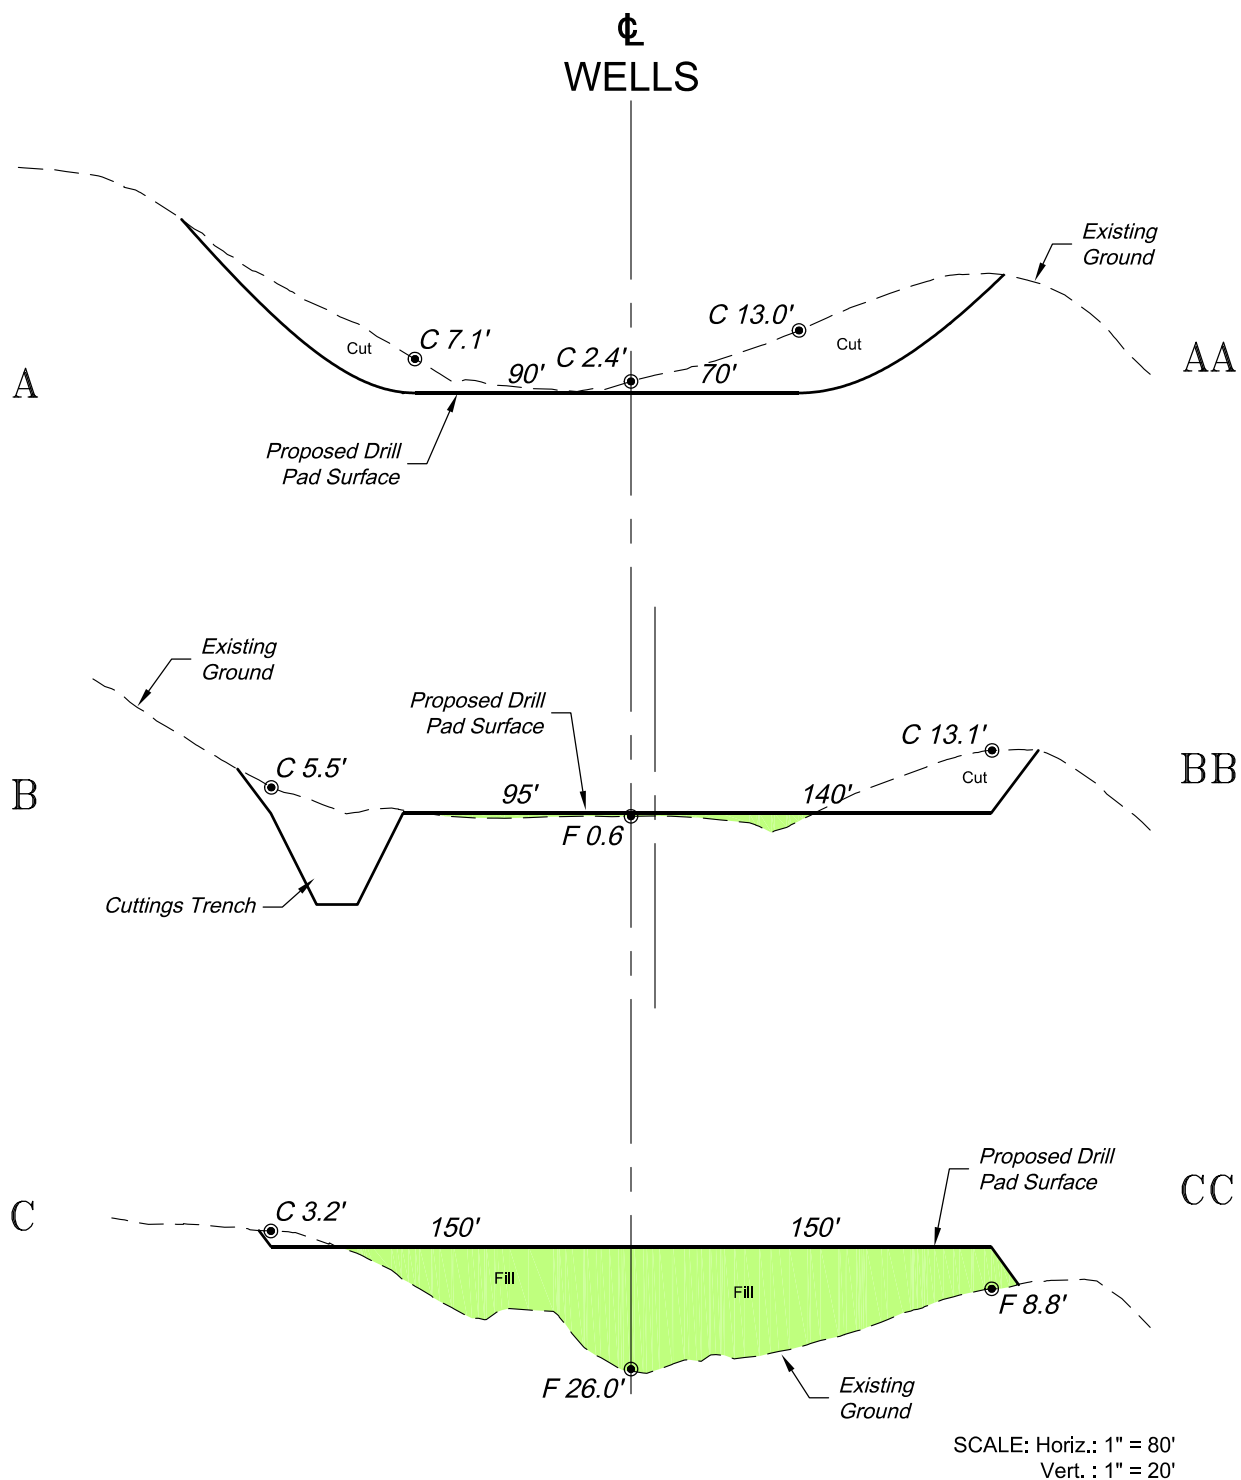 ℄
WELLS
Existing
Ground
C 13.0'
C 7.1'
Cut
C 2.4'
Cut
A
90'
70'
AA
Proposed Drill
Pad Surface
Existing
Ground
Proposed Drill
Pad Surface
C 13.1'
C 5.5'
Cut
B
95'
140'
BB
F 0.6
Cuttings Trench
Proposed Drill
Pad Surface
C
C 3.2'
150'
150'
CC
Fill
Fill
F 8.8'
F 26.0'
Existing
Ground
SCALE: Horiz.: 1" = 80'
Vert. : 1" = 20'